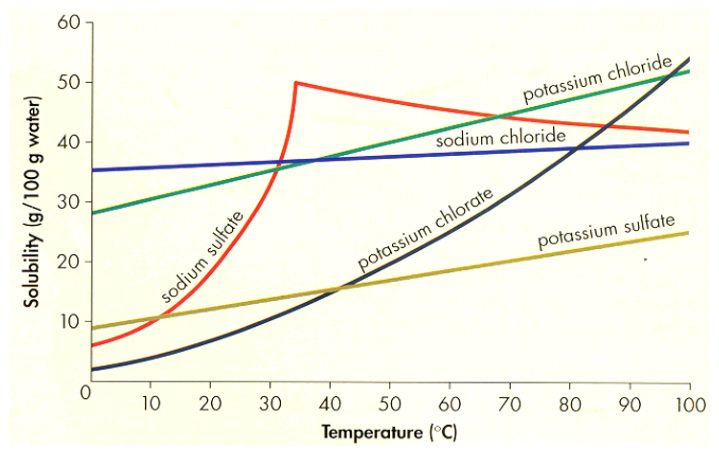 60
50
40
30
20
10
0
Solubility (g/100 g water)
potassium chloride
sodium chloride
sodium sulfate
potassium chlorate
potassium sulfate
10 20 30 40 50 60 70 80 90 100
Temperature (°C)